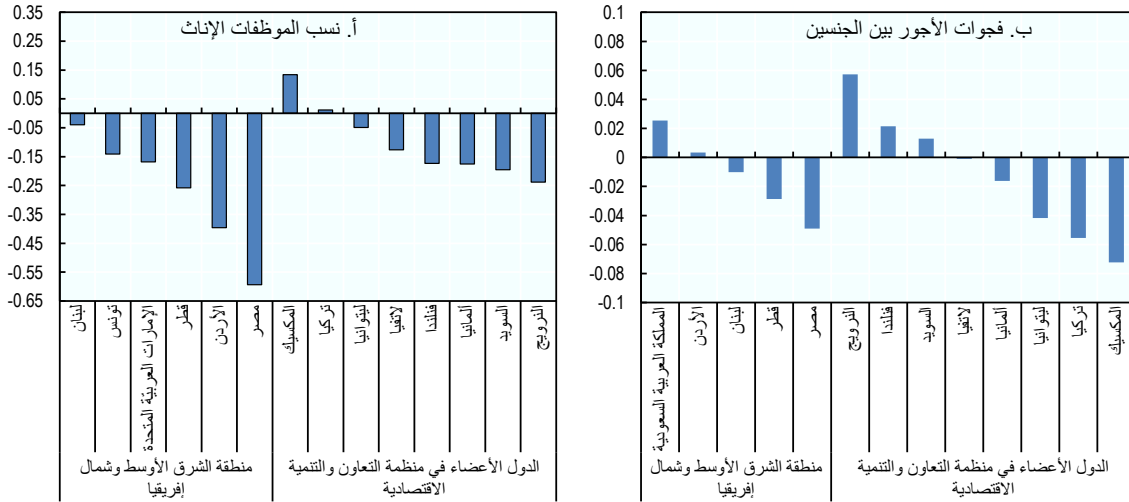 أ. نسب الموظفات الإناث
0.35
0.25
0.15
0.05
-0.05
-0.15
-0.25
-0.35
-0.45
-0.55
-0.65
لبنان
تونس
الإمارات العربية المتحدة
قطر
الأردن
مصر
المكسيك
تركيا
ليتوانيا
لاتفيا
فنلندا
ألمانيا
السويد
النرويج
منطقة الشرق الأوسط وشمال
إفريقيا
الدول الأعضاء في منظمة التعاون والتنمية
الاقتصادية
ب. فجوات الأجور بين الجنسين
0.1
0.08
0.06
0.04
0.02
0
-0.02
-0.04
-0.06
-0.08
-0.1
المملكة العربية السعودية
الأردن
لبنان
قطر
مصر
النرويج
فنلندا
السويد
لاتفيا
ألمانيا
ليتوانيا
تركيا
المكسيك
منطقة الشرق الأوسط وشمال
إفريقيا
الدول الأعضاء في منظمة التعاون والتنمية
الاقتصادية